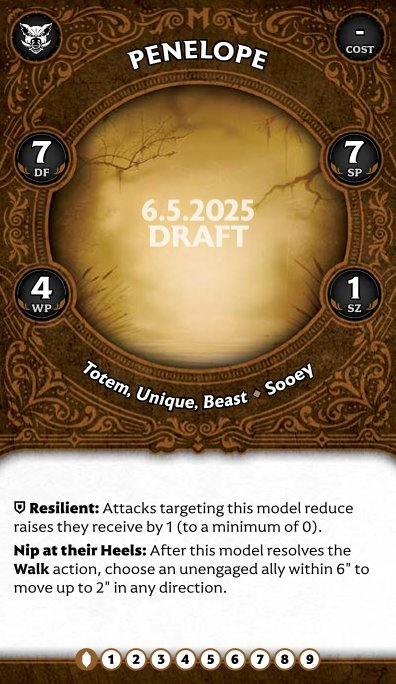 PENELOPE
-
COST
7
DF
7
SP
6.5.2025
DRAFT
4
WP
1
SZ
Totem, Unique, Beast ⬥ Sooey
Resilient: Attacks targeting this model reduce
raises they receive by 1 (to a minimum of 0).
Nip at their Heels: After this model resolves the
Walk action, choose an unengaged ally within 6" to
move up to 2" in any direction.
1 2 3 4 5 6 7 8 9